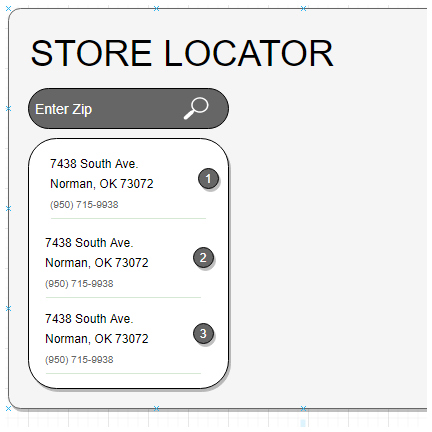 STORE LOCATOR
Enter Zip
7438 South Ave.
Norman, OK 73072
1
(950) 715-9938
7438 South Ave.
Norman, OK 73072
2
(950) 715-9938
7438 South Ave.
Norman, OK 73072
3
(950) 715-9938